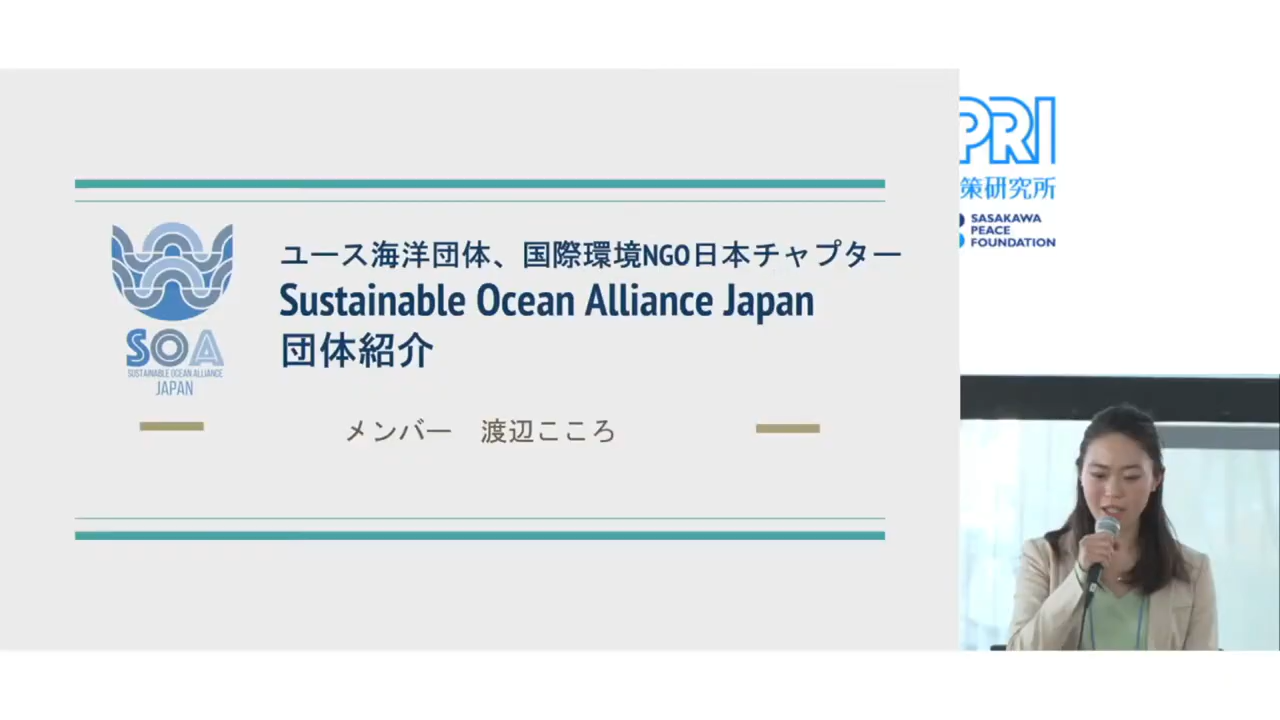 ユース海洋団体、国際環境NGO日本チャプター
Sustainable Ocean Alliance Japan
団体紹介
SOA
SUSTAINABLE OCEAN ALLIANCE
JAPAN
メンバー 渡辺こころ
PRI
策研究所
SASAKAWA
PEACE
FOUNDATION